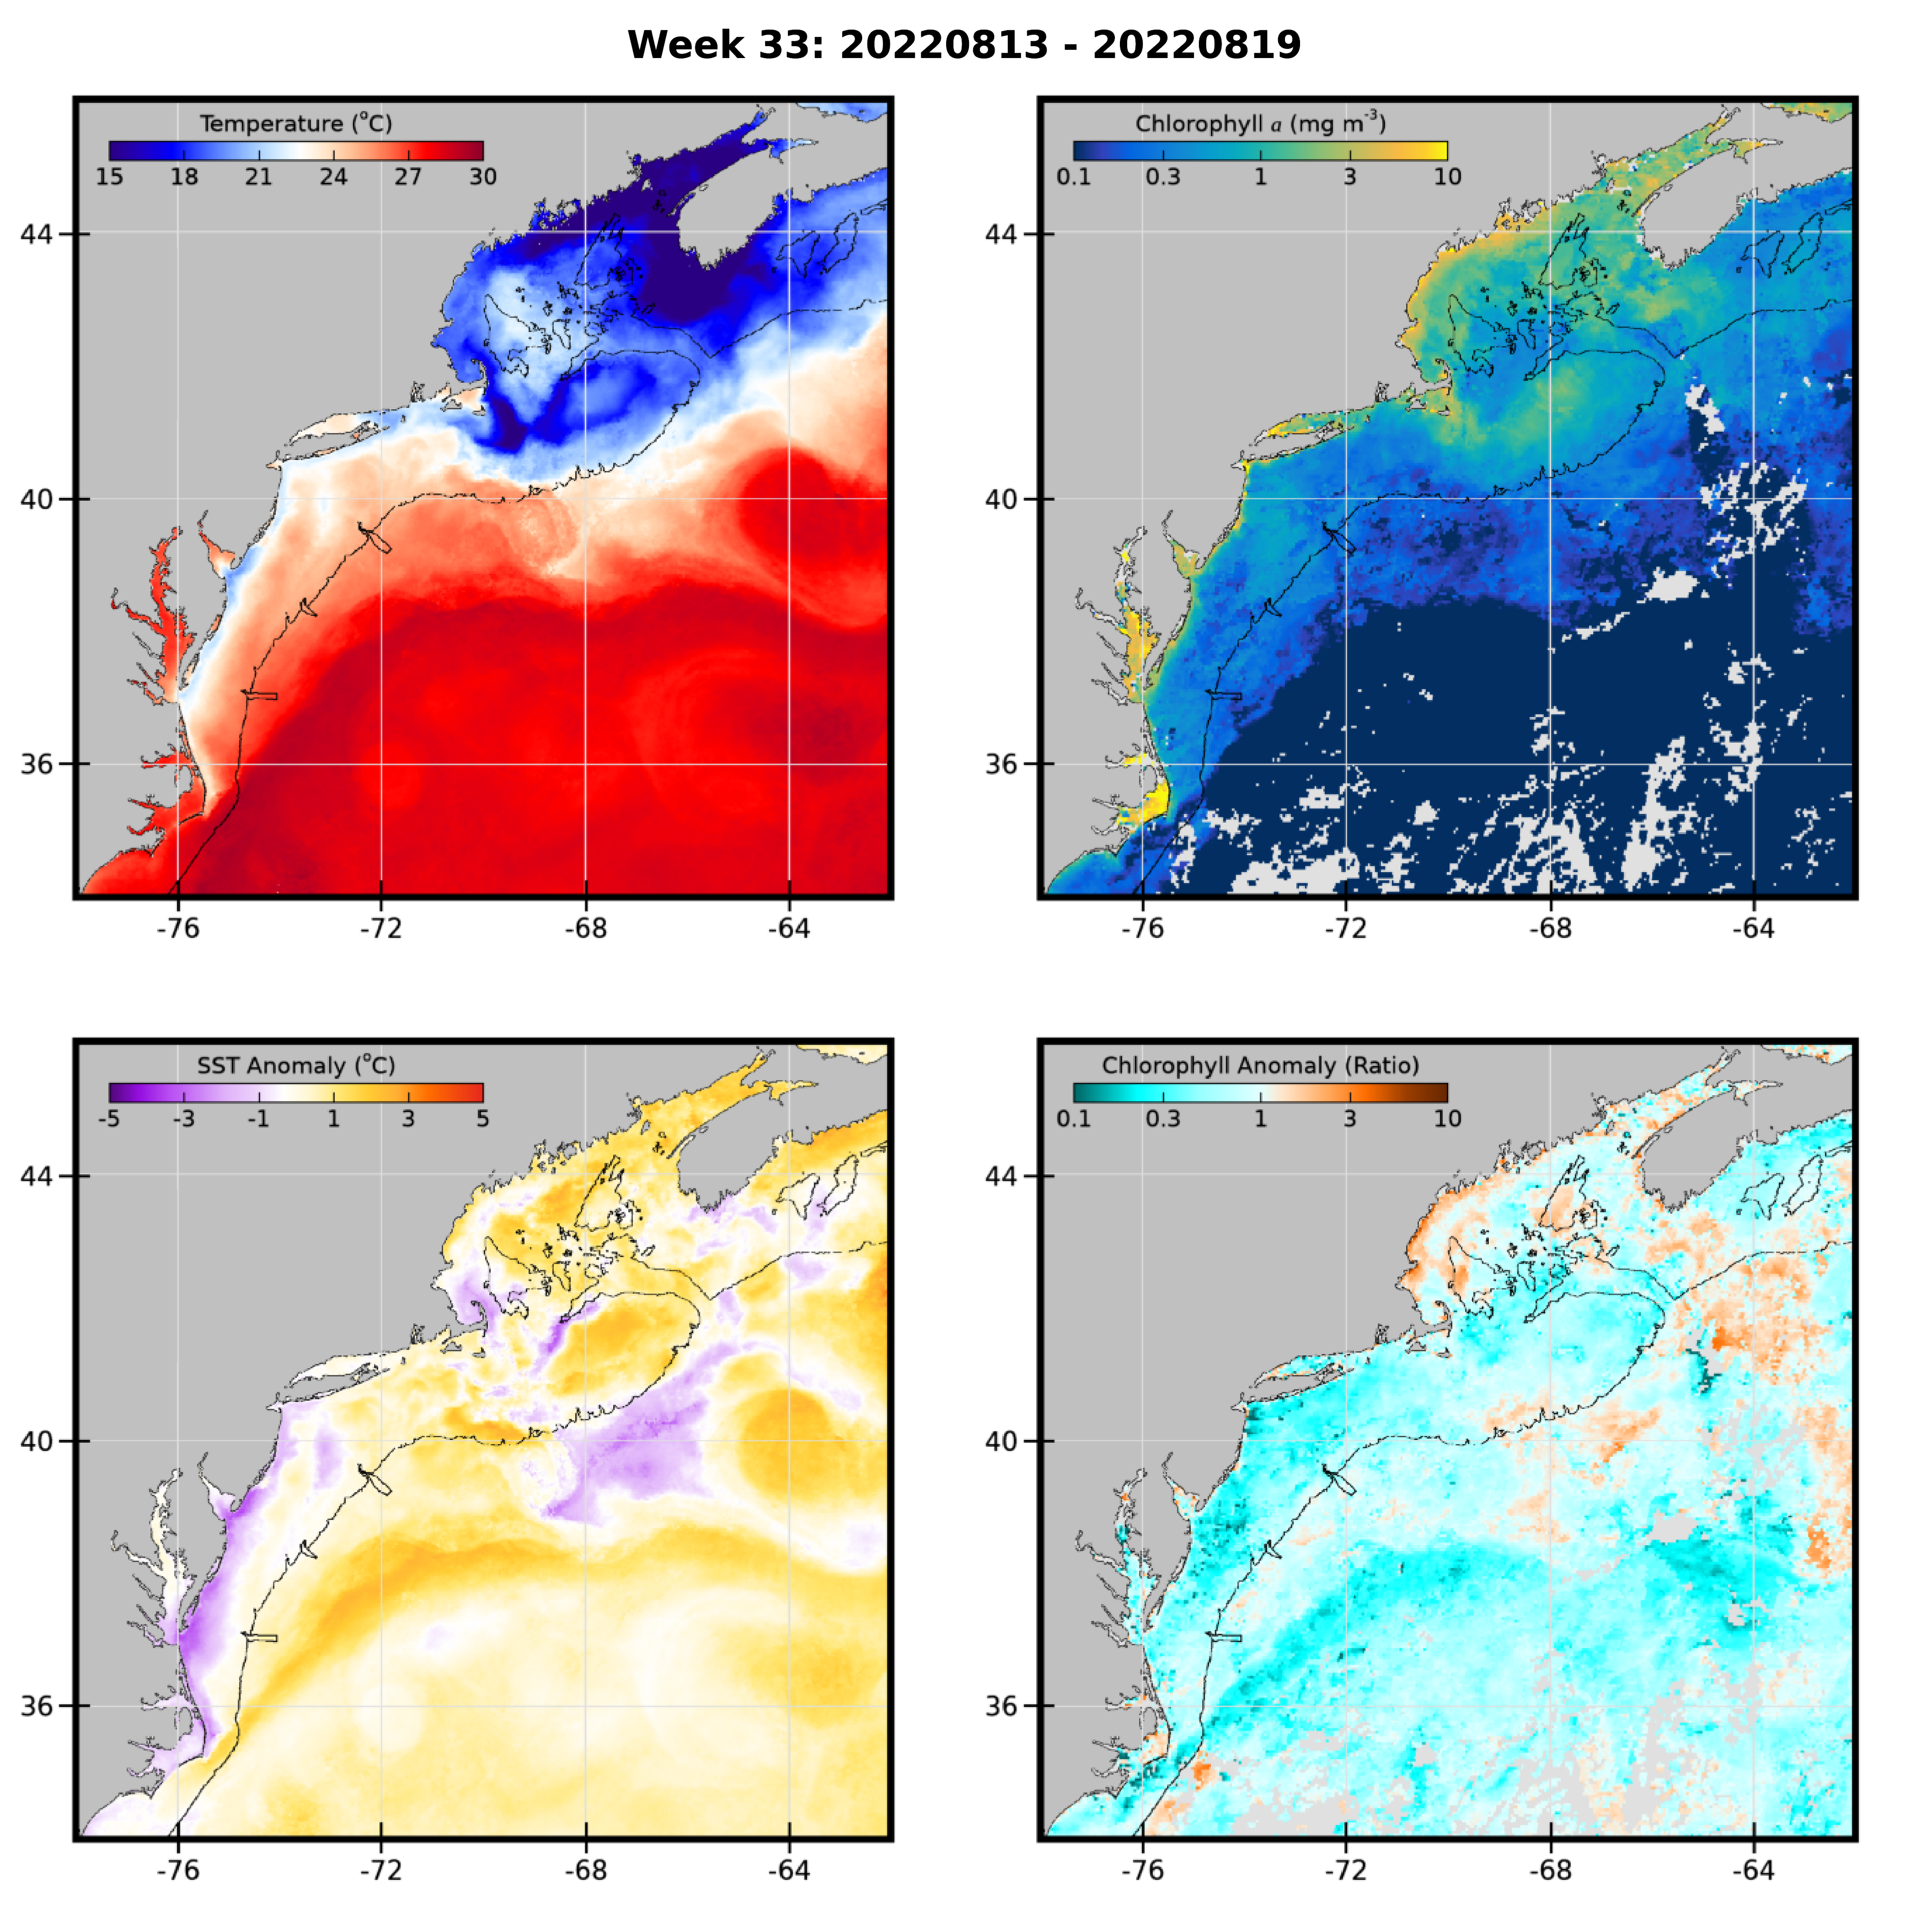 Week 33: 20220813 - 20220819
Temperature (°C)
15 18 21 24 27 30
44
40
36
-76 -72 -68 -64
Chlorophyll a (mg m⁻³)
0.1 0.3 1 3 10
44
40
36
-76 -72 -68 -64
SST Anomaly (°C)
-5 -3 -1 1 3 5
44
40
36
-76 -72 -68 -64
Chlorophyll Anomaly (Ratio)
0.1 0.3 1 3 10
44
40
36
-76 -72 -68 -64